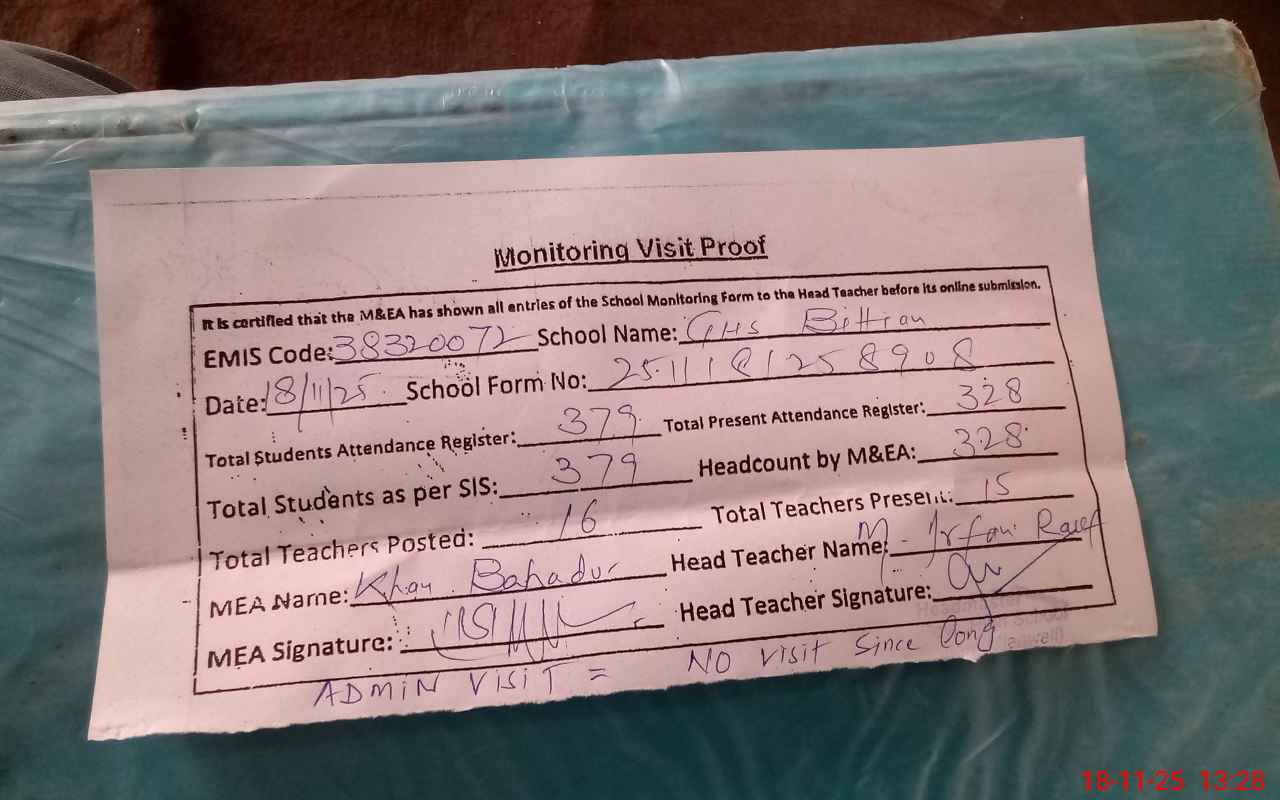 Monitoring Visit Proof
It is certified that the M&EA has shown all entries of the School Monitoring Form to the Head Teacher before its online submission.
EMIS Code: 38320072 School Name: GHS Bittian
Date: 18/11/25. School Form No: 2511181258908
Total Students Attendance Register: 379 Total Present Attendance Register: 328
Total Students as per SIS: 379 Headcount by M&EA: 328
Total Teachers Posted: 16 Total Teachers Present: 15
MEA Name: Khan Bahadur Head Teacher Name: M. Irfan Raef
MEA Signature: Head Teacher Signature:
Headmaster
School
ADMIN VISIT = NO visit Since long
18-11-25 13:28